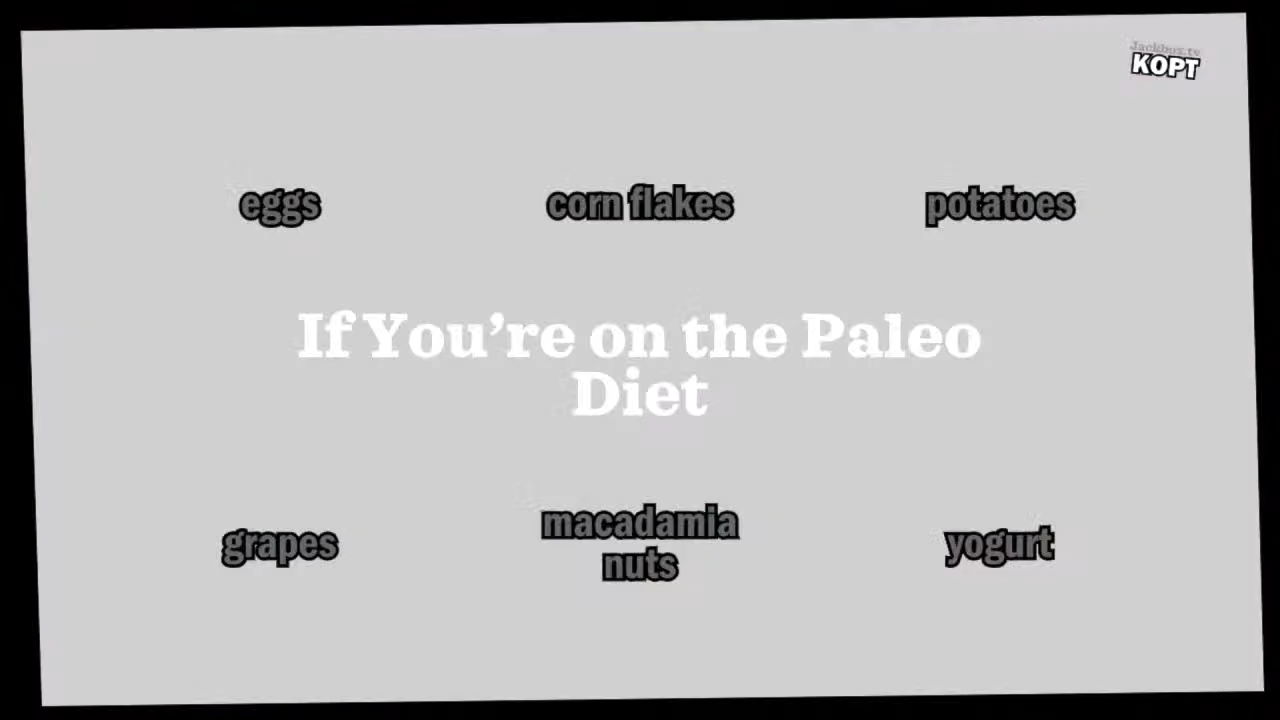 Jackbox.tv
KOPT
eggs
corn flakes
potatoes
If You're on the Paleo
Diet
grapes
macadamia
nuts
yogurt